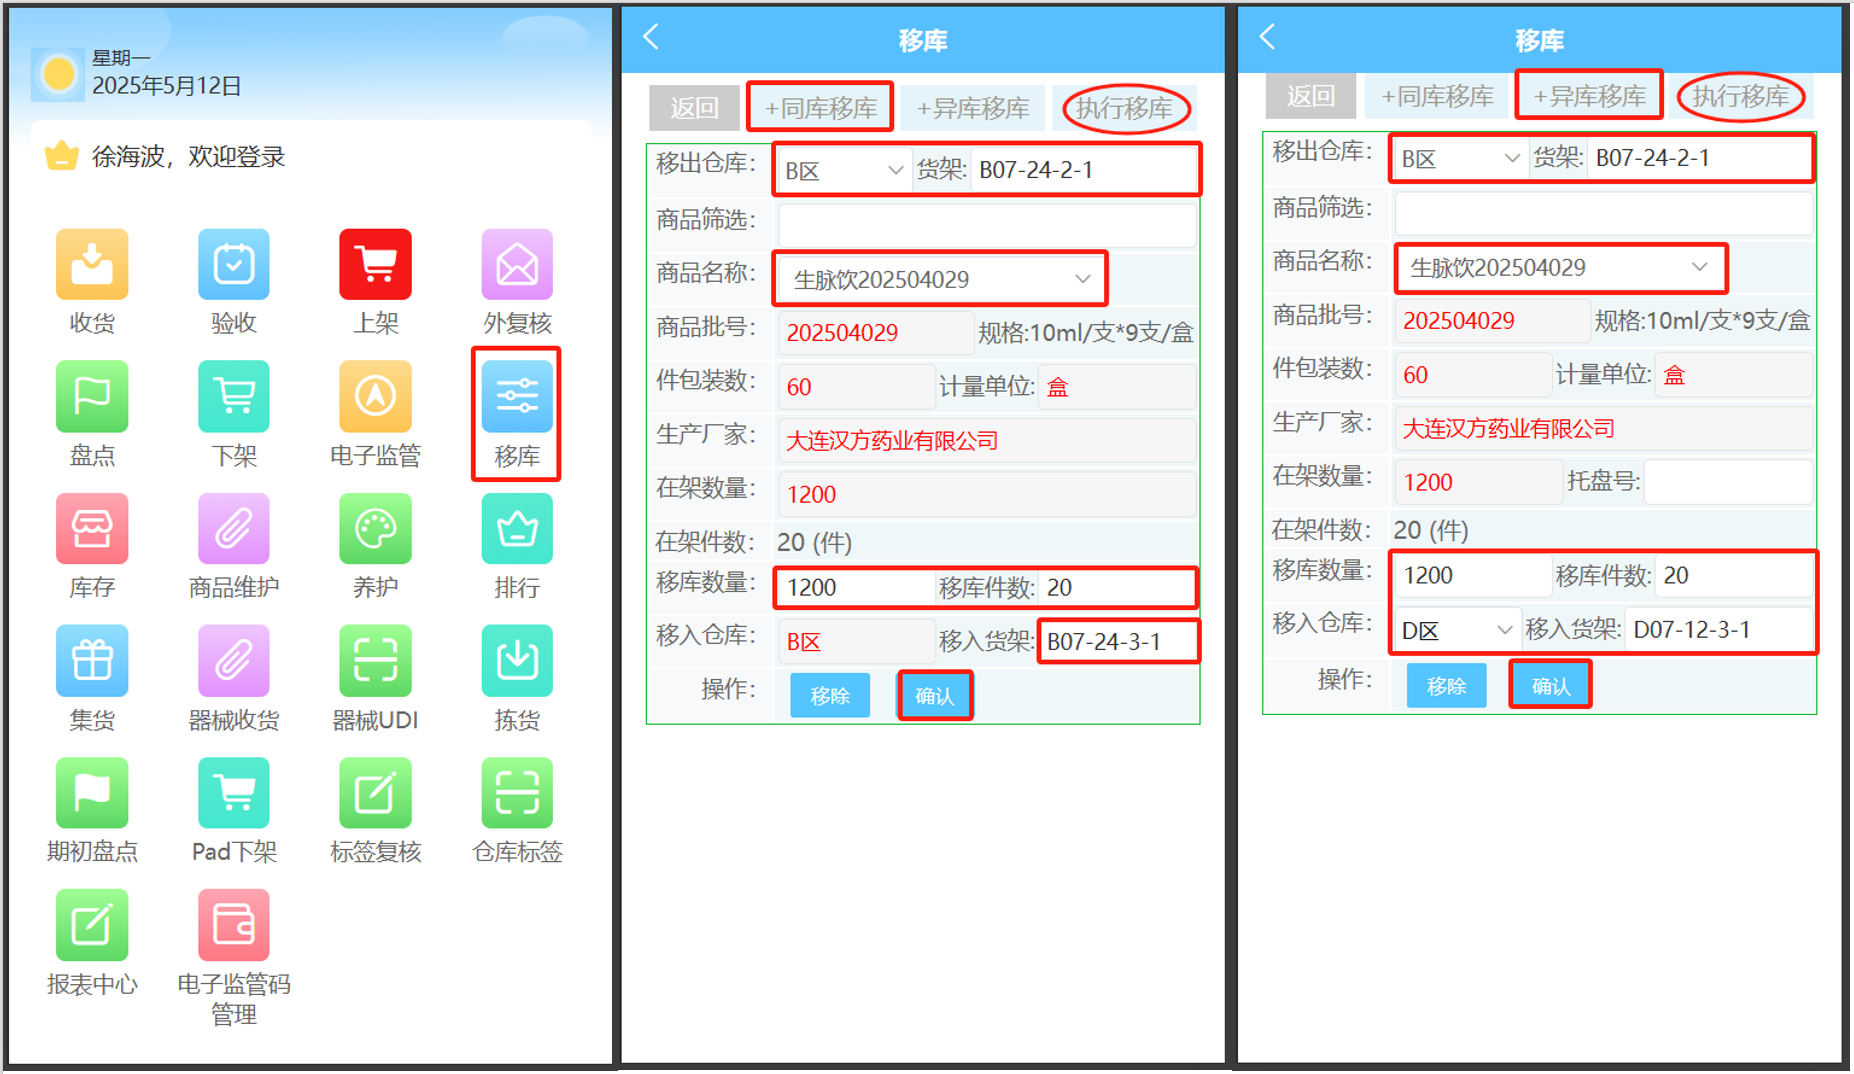 星期一
2025年5月12日
徐海波，欢迎登录
收货 验收 上架 外复核
盘点 下架 电子监管 移库
库存 商品维护 养护 排行
集货 器械收货 器械UDI 拣货
期初盘点 Pad下架 标签复核 仓库标签
报表中心 电子监管码管理
移库
返回 +同库移库 +异库移库 执行移库
移出仓库： B区 货架: B07-24-2-1
商品筛选：
商品名称： 生脉饮202504029
商品批号： 202504029 规格:10ml/支*9支/盒
件包装数： 60 计量单位: 盒
生产厂家： 大连汉方药业有限公司
在架数量： 1200
在架件数： 20 (件)
移库数量： 1200 移库件数: 20
移入仓库： B区 移入货架: B07-24-3-1
操作： 移除 确认
移库
返回 +同库移库 +异库移库 执行移库
移出仓库： B区 货架: B07-24-2-1
商品筛选：
商品名称： 生脉饮202504029
商品批号： 202504029 规格:10ml/支*9支/盒
件包装数： 60 计量单位: 盒
生产厂家： 大连汉方药业有限公司
在架数量： 1200 托盘号:
在架件数： 20 (件)
移库数量： 1200 移库件数: 20
移入仓库： D区 移入货架: D07-12-3-1
操作： 移除 确认